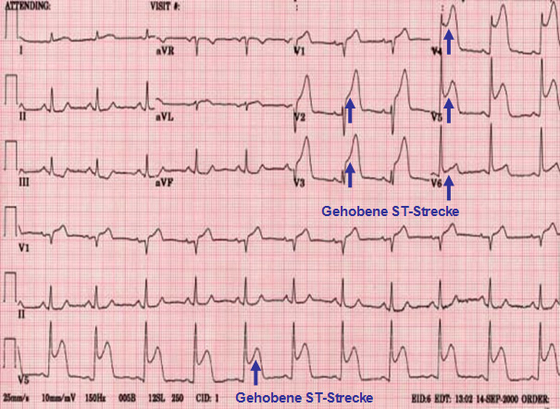 ATTENDING: VISIT #:
I aVR V1 V4
II aVL V2 V5
III aVF V3 V6
Gehobene ST-Strecke
V1
II
V5
Gehobene ST-Strecke
25mm/s 10mm/mV 150Hz 005B 12SL 250 CID: 1 EID:6 EDT: 13:02 14-SEP-2000 ORDER: